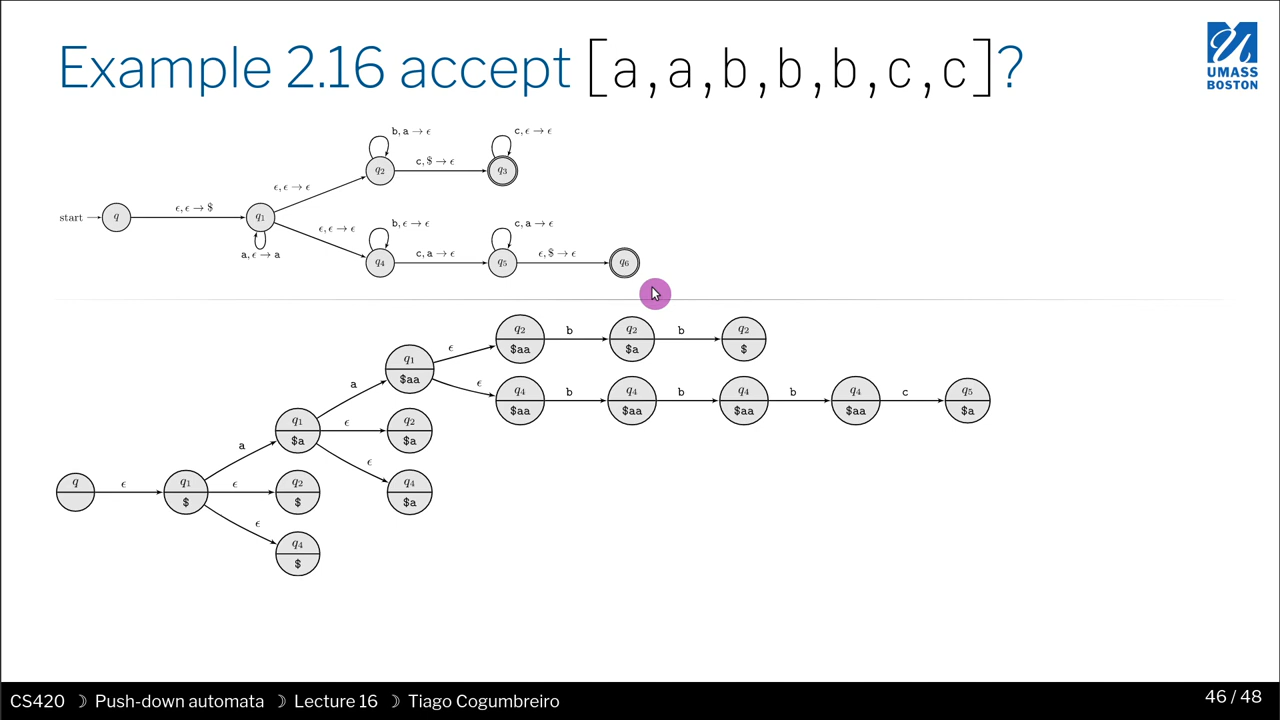 Example 2.16 accept [a,a,b,b,b,c,c]?
UMASS
BOSTON
b, a → ϵ
c, ϵ → ϵ
q2
c, $ → ϵ
q3
ϵ, ϵ → ϵ
start
q
ϵ, ϵ → $
q1
a, ϵ → a
ϵ, ϵ → ϵ
b, ϵ → ϵ
c, a → ϵ
q4
c, a → ϵ
q5
ϵ, $ → ϵ
q6
q2
$aa
b
q2
$a
b
q2
$
ϵ
q1
$aa
ϵ
q4
$aa
b
q4
$aa
b
q4
$aa
b
q4
$aa
c
q5
$a
a
q1
$a
ϵ
q2
$a
ϵ
q4
$a
a
q
ϵ
q1
$
ϵ
q2
$
ϵ
q4
$
CS420 ☽ Push-down automata ☽ Lecture 16 ☽ Tiago Cogumbreiro
46 / 48